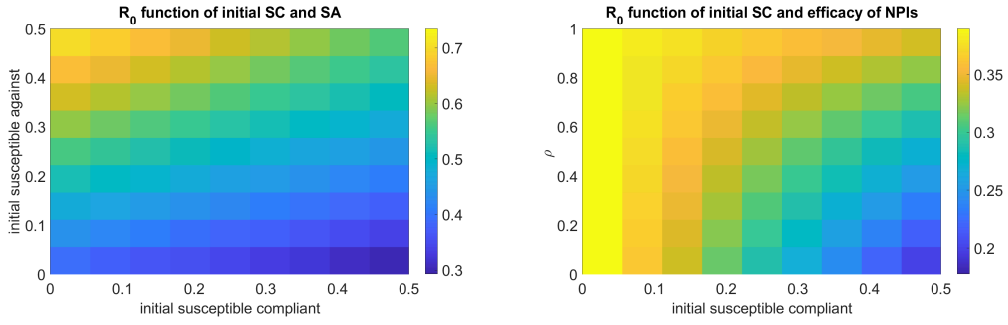 R0 function of initial SC and SA
0.5
0.4
0.3
0.2
0.1
0
initial susceptible against
0 0.1 0.2 0.3 0.4 0.5
initial susceptible compliant
0.7
0.6
0.5
0.4
0.3
R0 function of initial SC and efficacy of NPIs
1
0.8
0.6
0.4
0.2
0
ρ
0 0.1 0.2 0.3 0.4 0.5
initial susceptible compliant
0.35
0.3
0.25
0.2